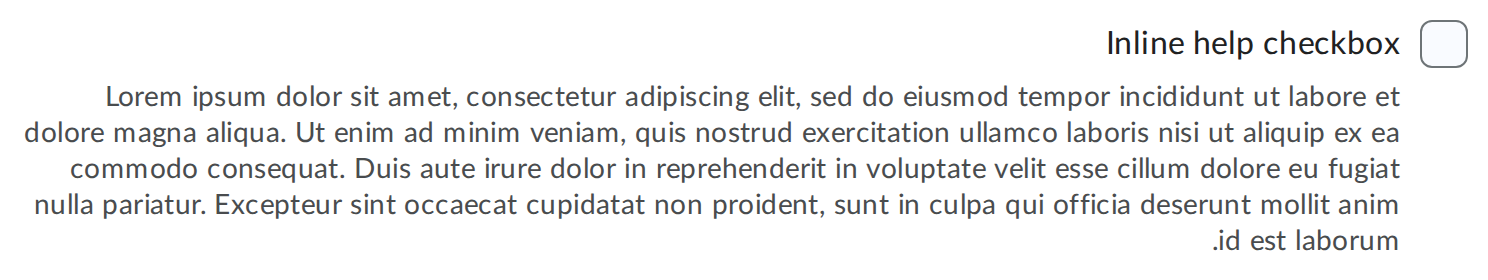 Inline help checkbox
Lorem ipsum dolor sit amet, consectetur adipiscing elit, sed do eiusmod tempor incididunt ut labore et
dolore magna aliqua. Ut enim ad minim veniam, quis nostrud exercitation ullamco laboris nisi ut aliquip ex ea
commodo consequat. Duis aute irure dolor in reprehenderit in voluptate velit esse cillum dolore eu fugiat
nulla pariatur. Excepteur sint occaecat cupidatat non proident, sunt in culpa qui officia deserunt mollit anim
.id est laborum